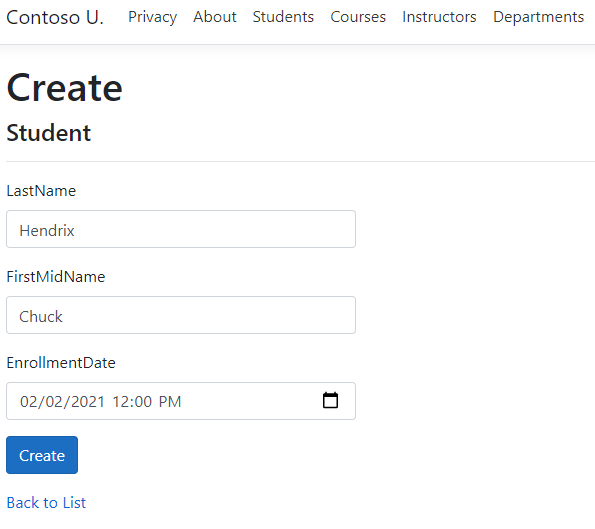 Contoso U. Privacy About Students Courses Instructors Departments
Create
Student
LastName
Hendrix
FirstMidName
Chuck
EnrollmentDate
02/02/2021 12:00 PM
Create
Back to List